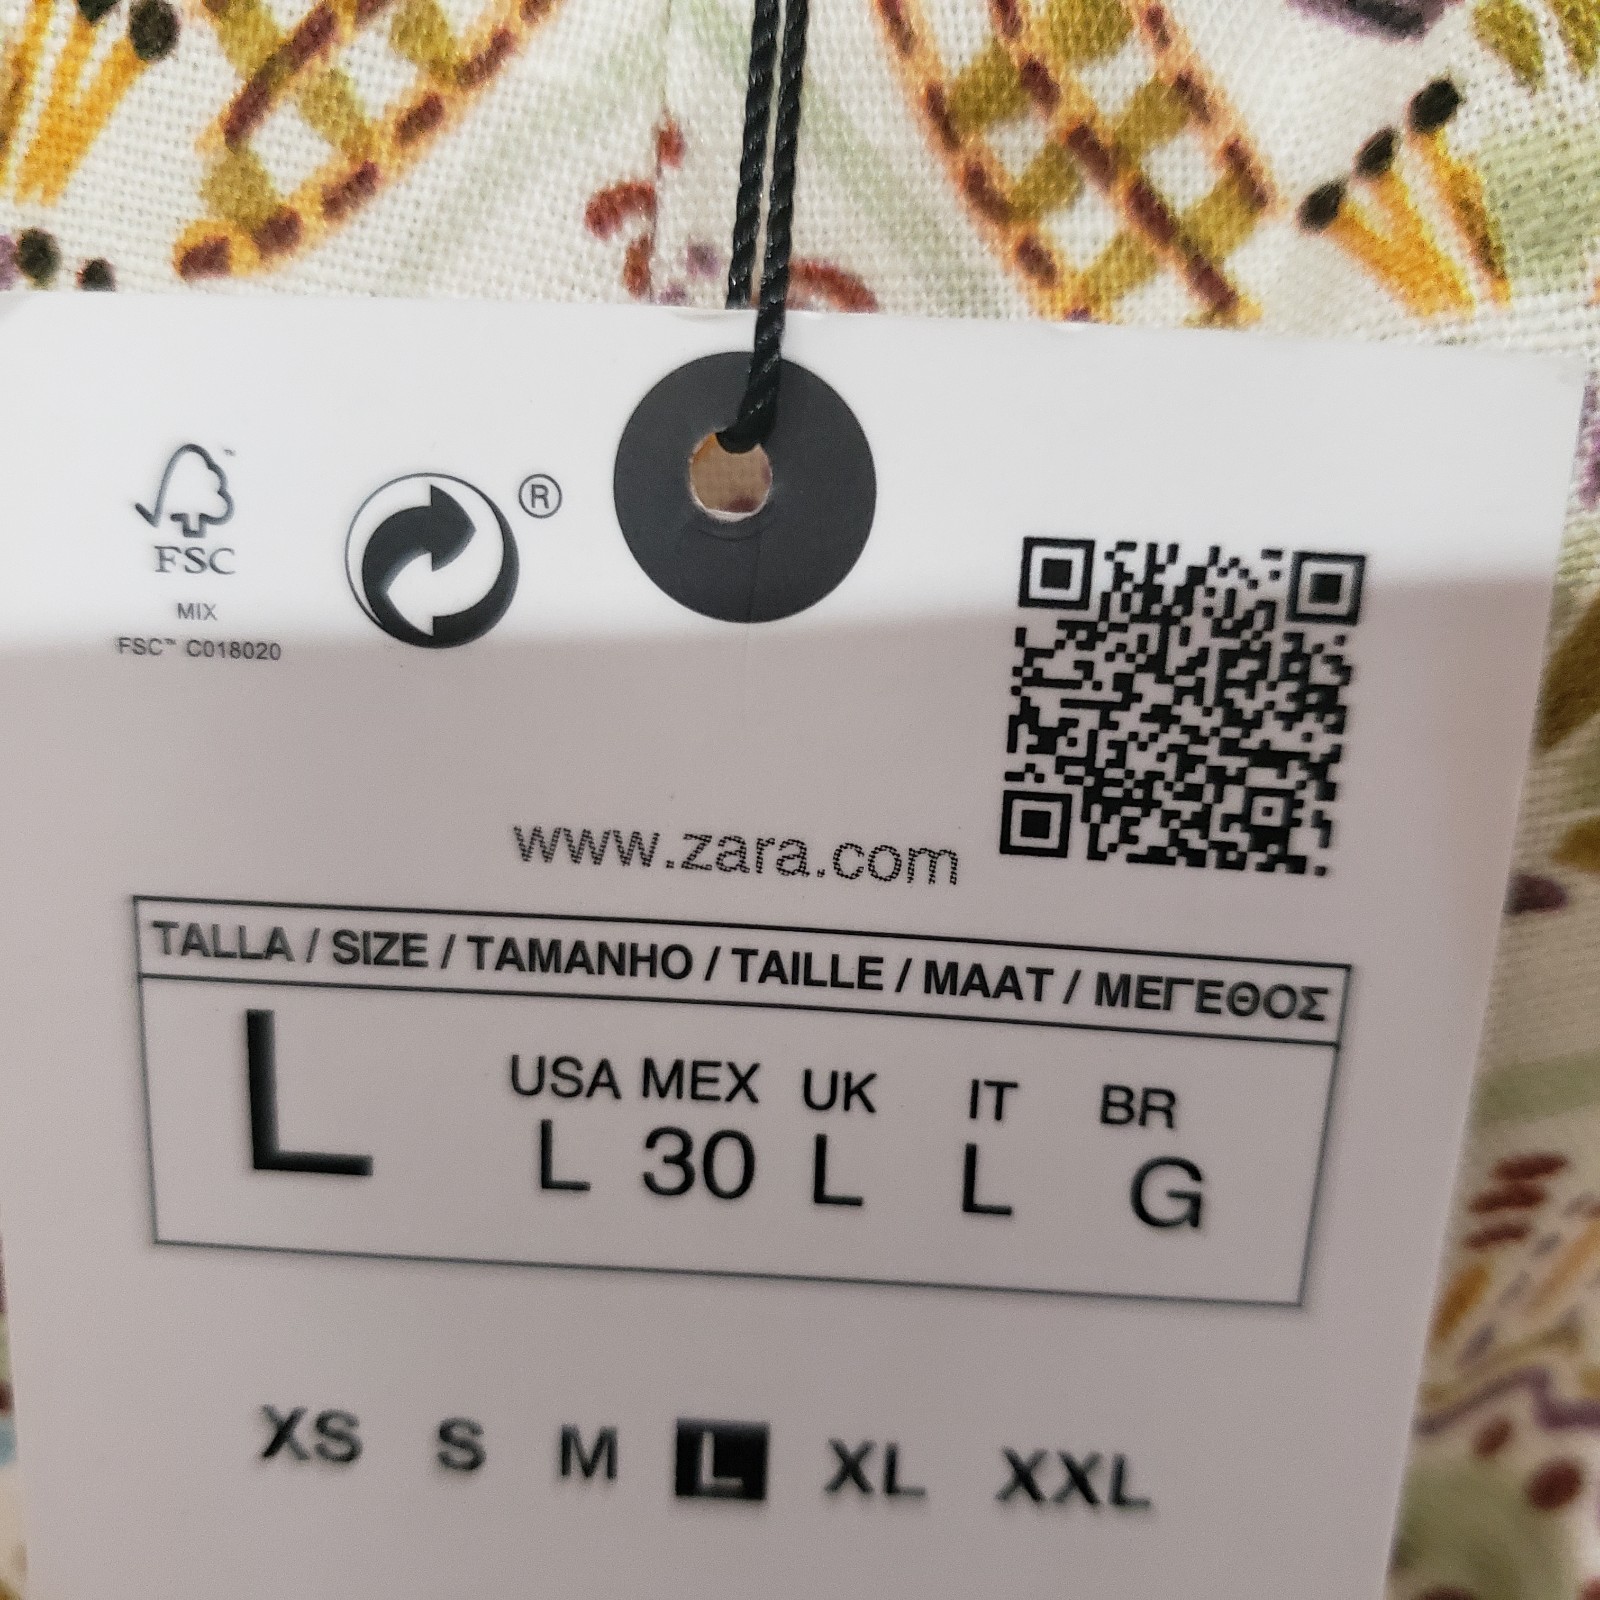 FSC™
®
MIX
FSC™ C018020
www.zara.com
TALLA / SIZE / TAMANHO / TAILLE / MAAT / ΜΕΓΕΘΟΣ
L
USA MEX UK IT BR
L 30 L L G
XS S M L XL XXL